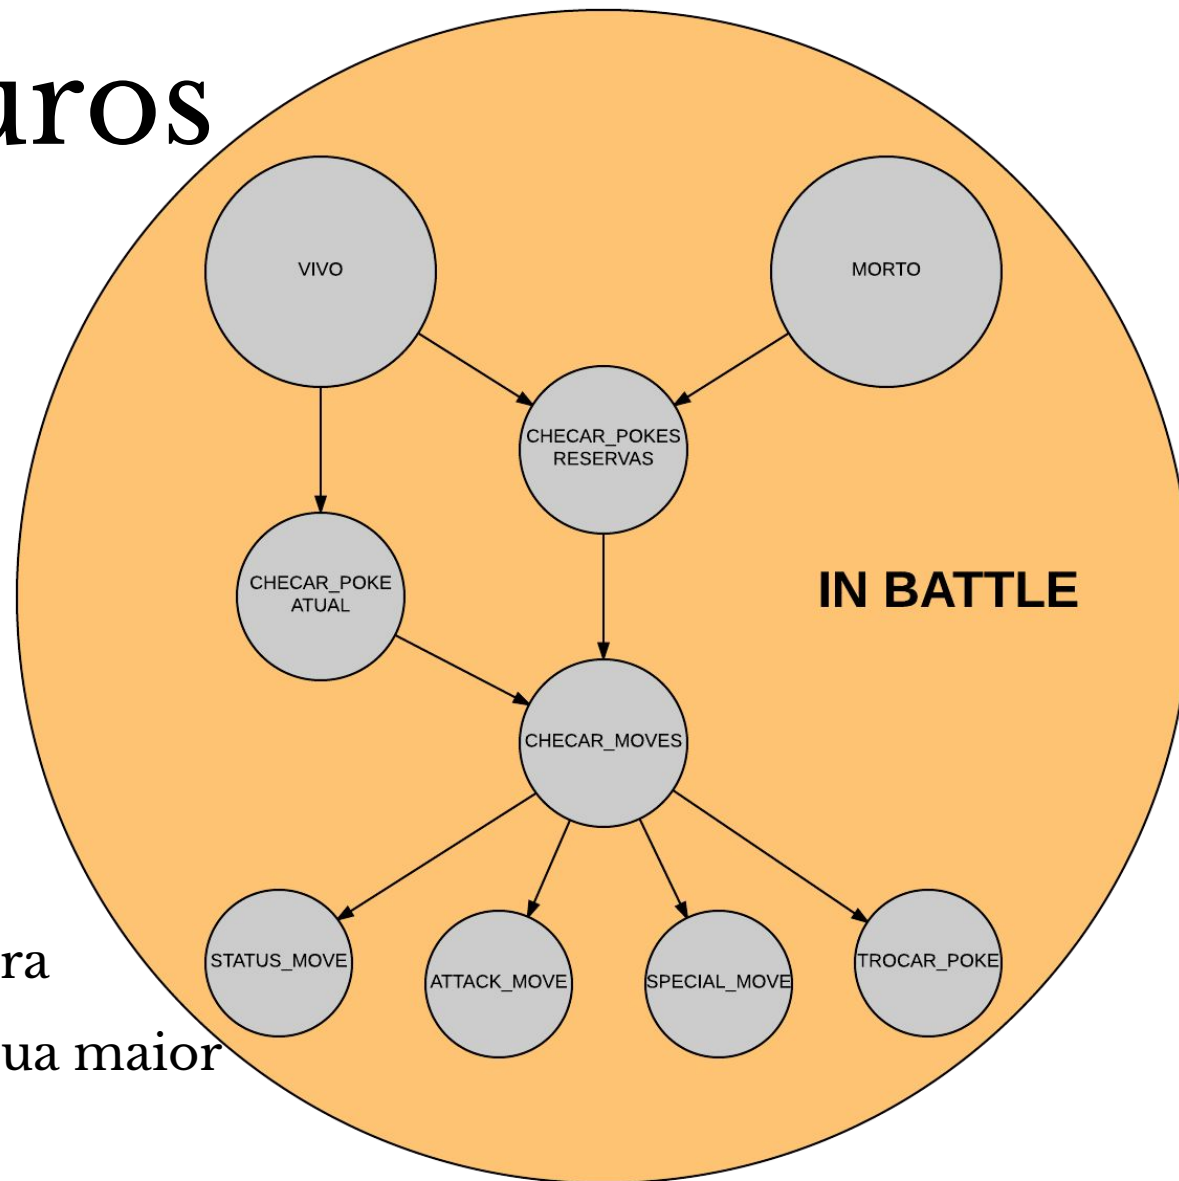 uros
VIVO
MORTO
CHECAR_POKES
RESERVAS
CHECAR_POKE
ATUAL
IN BATTLE
CHECAR_MOVES
STATUS_MOVE
ATTACK_MOVE
SPECIAL_MOVE
TROCAR_POKE
ra
ua maior